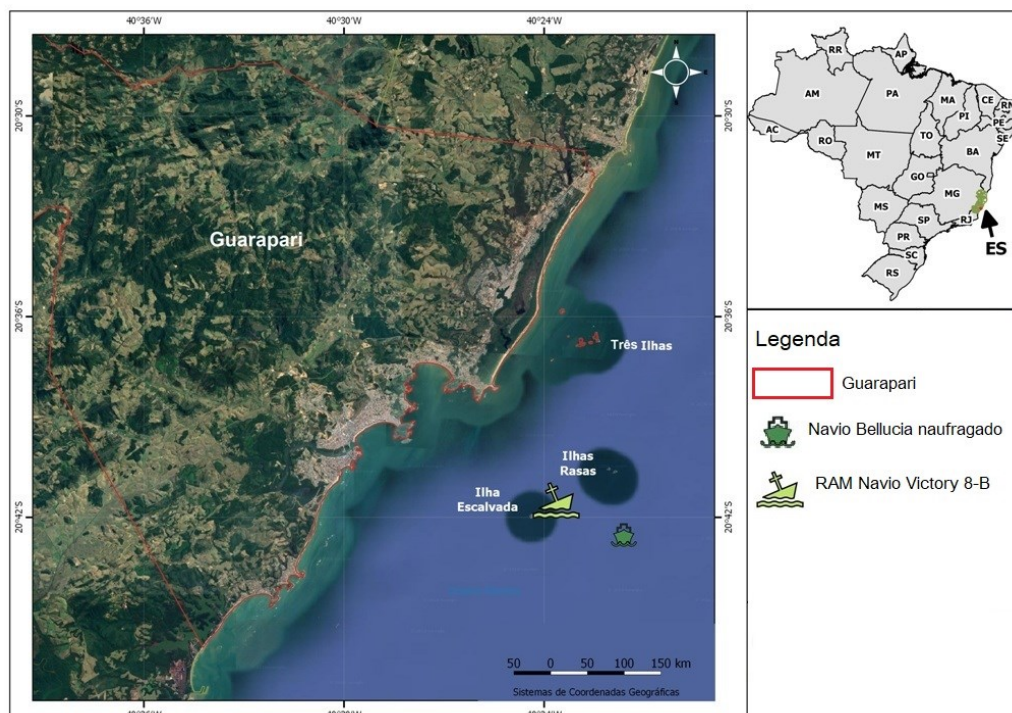 40°36'W 40°30'W 40°24'W
20°30'S
20°36'S
20°42'S
Guarapari
Três Ilhas
Ilhas
Rasas
Ilha
Escalvada
50 0 50 100 150 km
Sistemas de Coordenadas Geográficas
20°30'S
20°36'S
20°42'S
RR
AP
AM
PA
MA
CE
RN
PI
PE
AC
TO
SE
RO
BA
MT
GO
MG
MS
SP
RJ
ES
PR
SC
RS
Legenda
Guarapari
Navio Bellucia naufragado
RAM Navio Victory 8-B